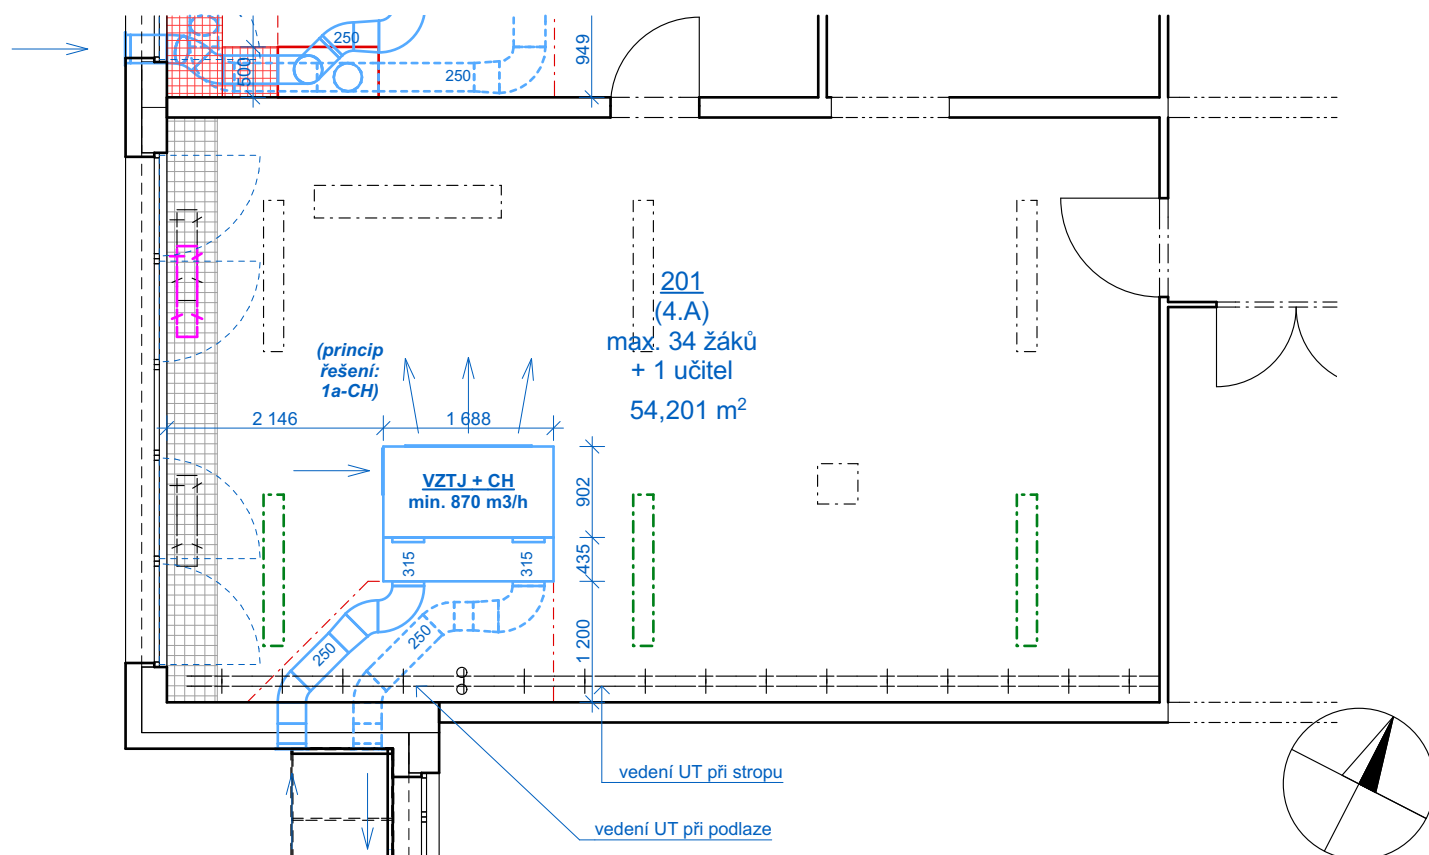 250
500
250
949
201
(4.A)
max. 34 žáků
+ 1 učitel
54,201 m²
(princip
řešení:
1a-CH)
2 146
1 688
VZTJ + CH
min. 870 m3/h
902
315
315
435
250
250
1 200
vedení UT při stropu
vedení UT při podlaze